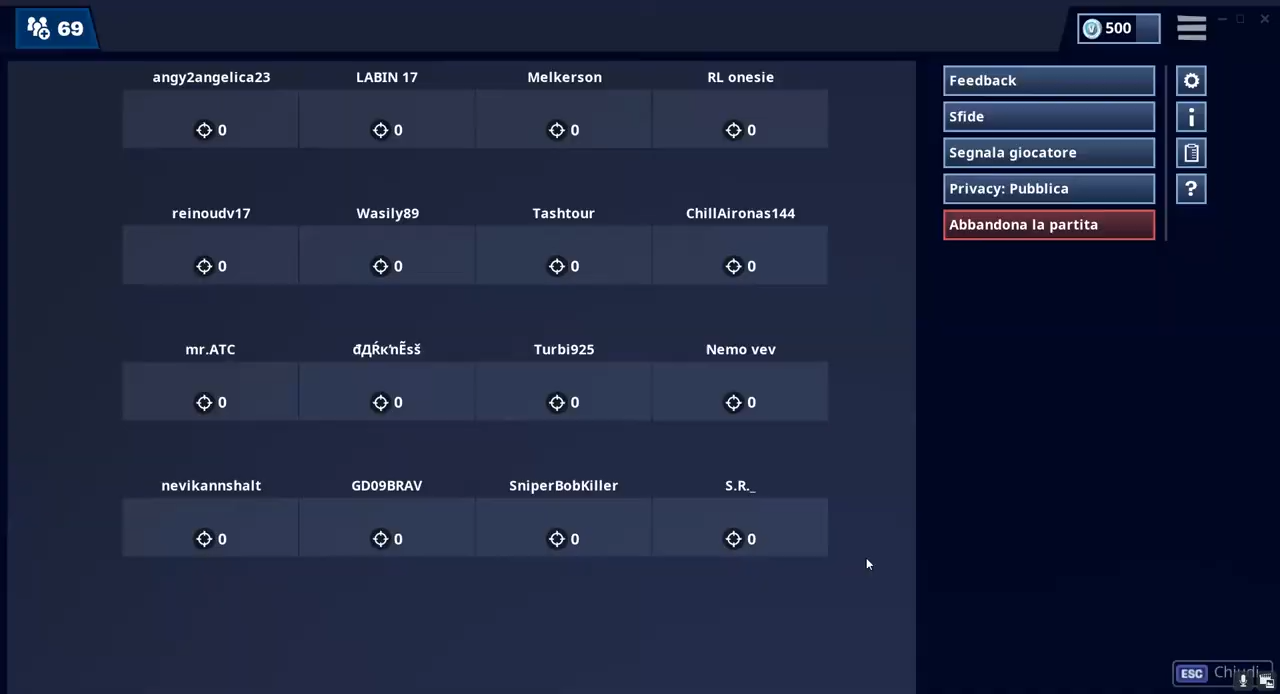 69
500
angy2angelica23 LABIN 17 Melkerson RL onesie
0 0 0 0
reinoudv17 Wasily89 Tashtour ChillAironas144
0 0 0 0
mr.ATC đДŔкŉẼsš Turbi925 Nemo vev
0 0 0 0
nevikannshalt GD09BRAV SniperBobKiller S.R._
0 0 0 0
Feedback
Sfide
Segnala giocatore
Privacy: Pubblica
Abbandona la partita
ESC Chiudi